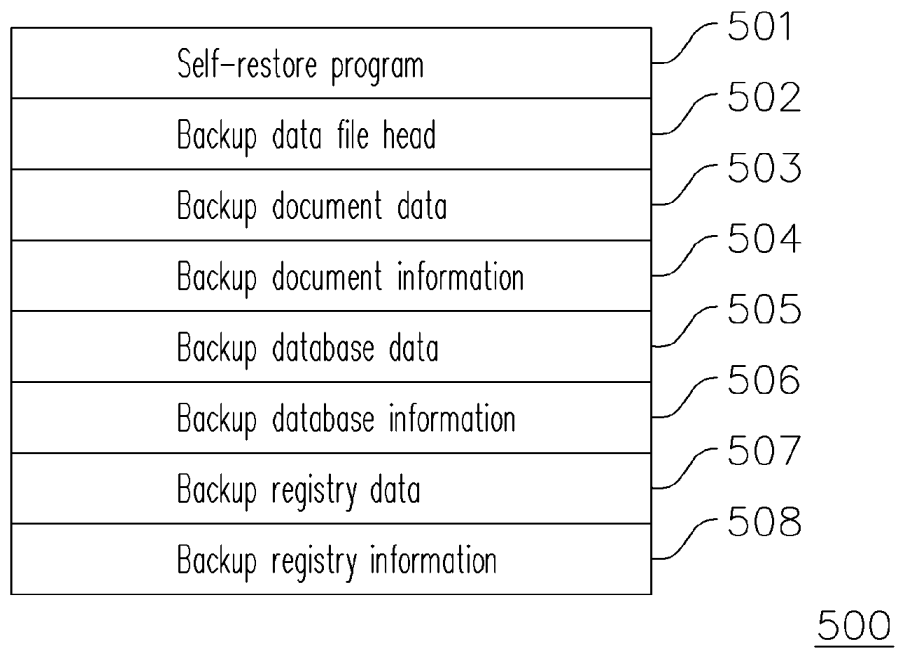 501
Self-restore program
502
Backup data file head
503
Backup document data
504
Backup document information
505
Backup database data
506
Backup database information
507
Backup registry data
508
Backup registry information
500